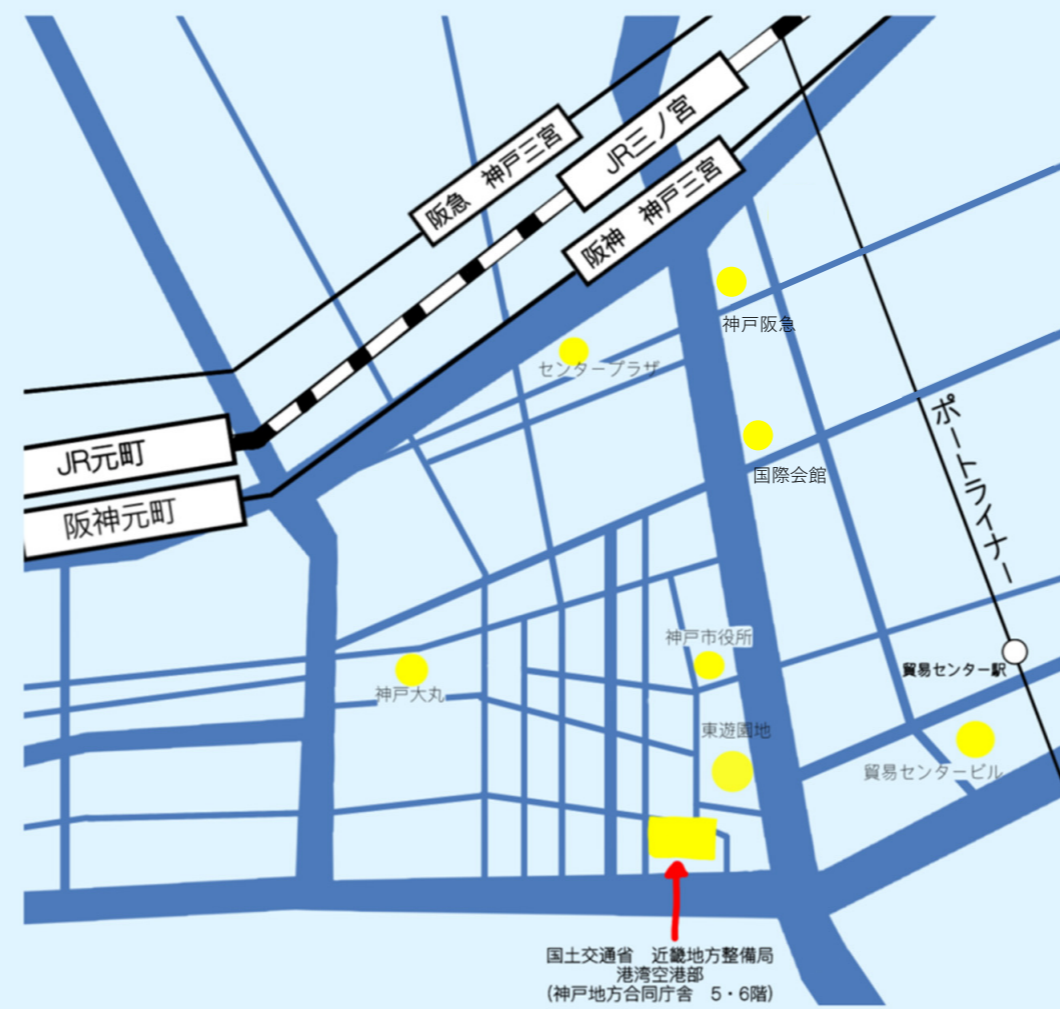 阪急　神戸三宮
JR三ノ宮
阪神　神戸三宮
神戸阪急
センタープラザ
ポートライナー
JR元町
国際会館
阪神元町
神戸市役所
貿易センター駅
神戸大丸
東遊園地
貿易センタービル
国土交通省　近畿地方整備局
港湾空港部
(神戸地方合同庁舎　5・6階)